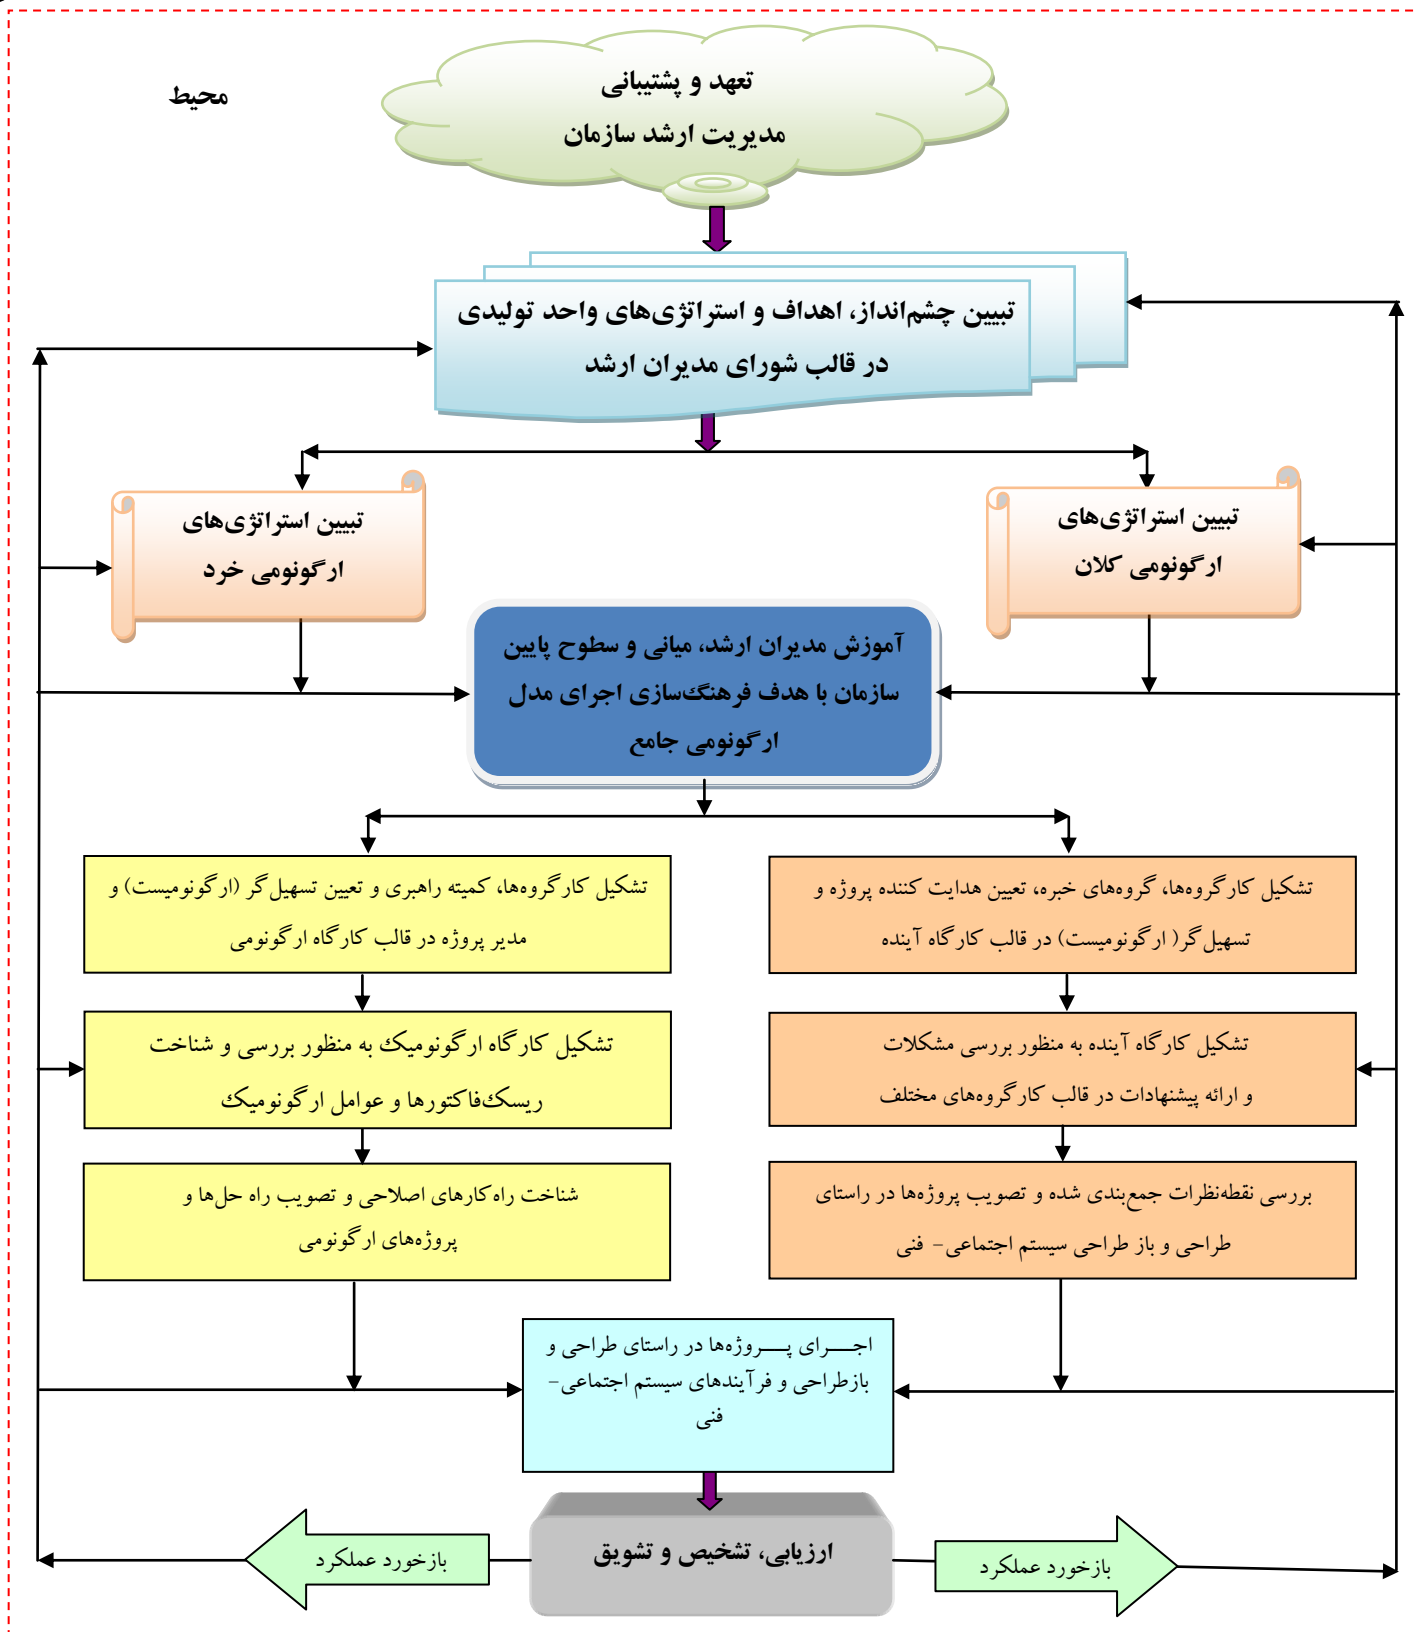 محیط
تعهد و پشتیبانی
مدیریت ارشد سازمان
تبیین چشم‌انداز، اهداف و استراتژی‌های واحد تولیدی
در قالب شورای مدیران ارشد
تبیین استراتژی‌های
ارگونومی کلان
تبیین استراتژی‌های
ارگونومی خرد
آموزش مدیران ارشد، میانی و سطوح پایین
سازمان با هدف فرهنگ‌سازی اجرای مدل
ارگونومی جامع
تشکیل کارگروه‌ها، گروه‌های خبره، تعیین هدایت کننده پروژه و
تسهیل‌گر( ارگونومیست) در قالب کارگاه آینده
تشکیل کارگروه‌ها، کمیته راهبری و تعیین تسهیل‌گر (ارگونومیست) و
مدیر پروژه در قالب کارگاه ارگونومی
تشکیل کارگاه آینده به منظور بررسی مشکلات
و ارائه پیشنهادات در قالب کارگروه‌های مختلف
تشکیل کارگاه ارگونومیک به منظور بررسی و شناخت
ریسک‌فاکتورها و عوامل ارگونومیک
بررسی نقطه‌نظرات جمع‌بندی شده و تصویب پروژه‌ها در راستای
طراحی و باز طراحی سیستم اجتماعی- فنی
شناخت راه‌کارهای اصلاحی و تصویب راه حل‌ها و
پروژه‌های ارگونومی
اجــــرای پــــروژه‌ها در راستای طراحی و
بازطراحی و فرآیندهای سیستم اجتماعی-
فنی
ارزیابی، تشخیص و تشویق
بازخورد عملکرد
بازخورد عملکرد